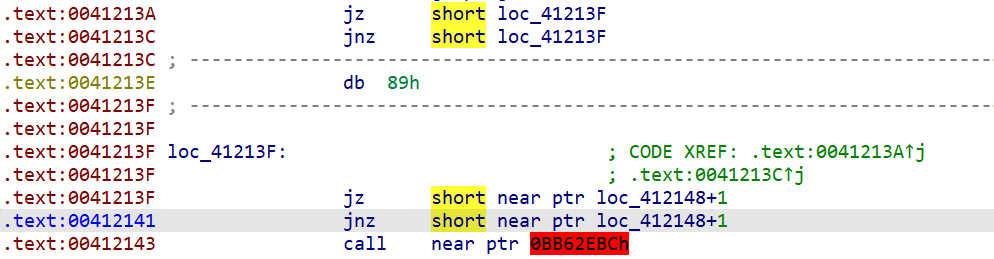 .text:0041213A jz short loc_41213F
.text:0041213C jnz short loc_41213F
.text:0041213C ; ---------------------------------------------------------------------------
.text:0041213E db 89h
.text:0041213F ; ---------------------------------------------------------------------------
.text:0041213F
.text:0041213F loc_41213F: ; CODE XREF: .text:0041213A↑j
.text:0041213F ; .text:0041213C↑j
.text:0041213F jz short near ptr loc_412148+1
.text:00412141 jnz short near ptr loc_412148+1
.text:00412143 call near ptr 0BB62EBCh